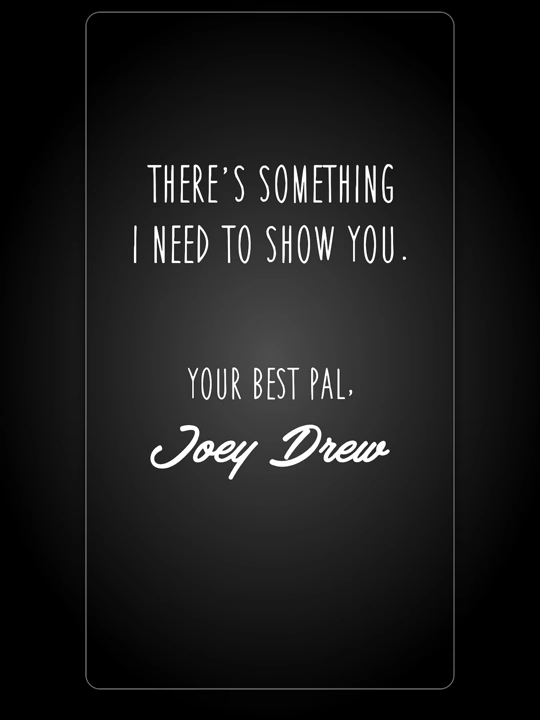 THERE'S SOMETHING
I NEED TO SHOW YOU.
YOUR BEST PAL,
Joey Drew